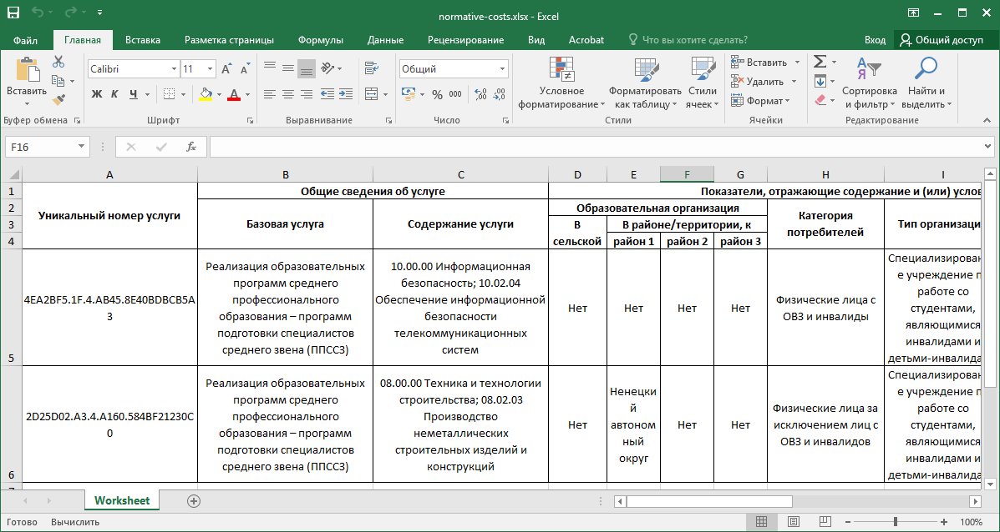 normative-costs.xlsx - Excel
Файл Главная Вставка Разметка страницы Формулы Данные Рецензирование Вид Acrobat Что вы хотите сделать? Вход Общий доступ
Вставить
Calibri 11
Ж К Ч
Общий
% 000
Условное форматирование
Форматировать как таблицу
Стили ячеек
Вставить
Удалить
Формат
Сортировка и фильтр
Найти и выделить
Буфер обмена Шрифт Выравнивание Число Стили Ячейки Редактирование
F16
fx
A B C D E F G H I
1
2
3
4
Уникальный номер услуги
Общие сведения об услуге
Базовая услуга
Содержание услуги
Показатели, отражающие содержание и (или) услов
Образовательная организация
В
сельской
В районе/территории, к
район 1 район 2 район 3
Категория
потребителей
Тип организаци
5
4EA2BF5.1F.4.AB45.8E40BDBCB5A
3
Реализация образовательных
программ среднего
профессионального
образования – программ
подготовки специалистов
среднего звена (ППССЗ)
10.00.00 Информационная
безопасность; 10.02.04
Обеспечение информационной
безопасности
телекоммуникационных
систем
Нет
Нет
Нет
Нет
Физические лица с
ОВЗ и инвалиды
Специализирован
е учреждение п
работе со
студентами,
являющимися
инвалидами и
детьми-инвалида
6
2D25D02.A3.4.A160.584BF21230C
0
Реализация образовательных
программ среднего
профессионального
образования – программ
подготовки специалистов
среднего звена (ППССЗ)
08.00.00 Техника и технологии
строительства; 08.02.03
Производство
неметаллических
строительных изделий и
конструкций
Нет
Ненецки
й
автоном
ный
округ
Нет
Нет
Физические лица за
исключением лиц с
ОВЗ и инвалидов
Специализирован
е учреждение п
работе со
студентами,
являющимися
инвалидами и
детьми-инвалида
Worksheet
Готово Вычислить
100%